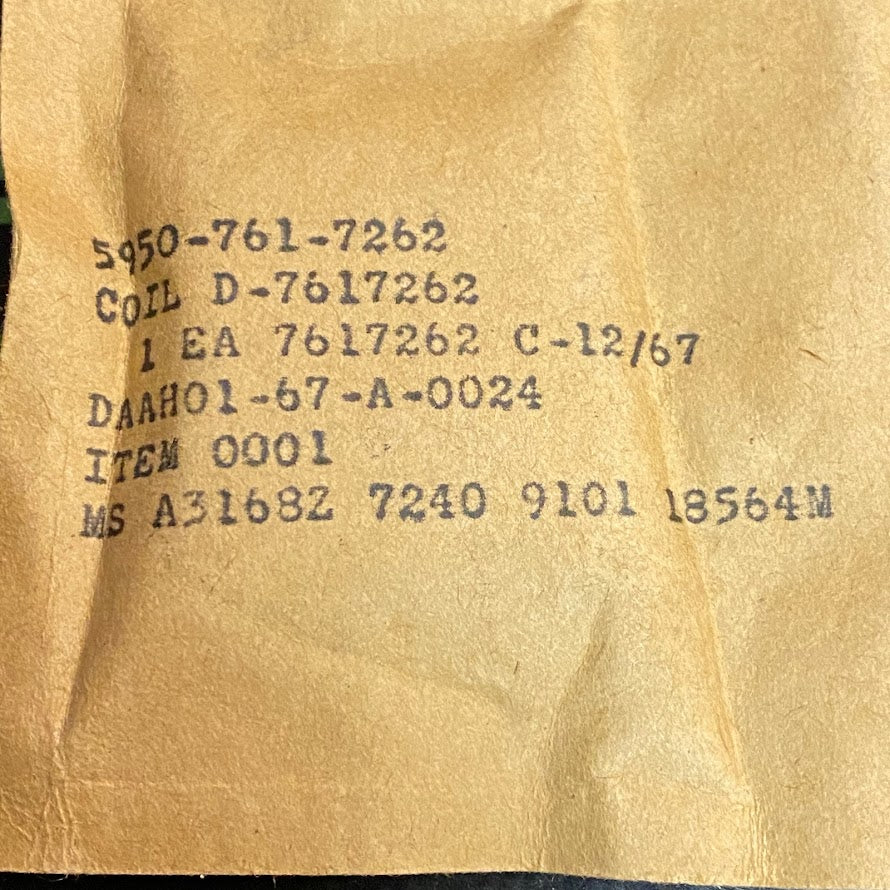 5950-761-7262
COIL D-7617262
1 EA 7617262 C-12/67
DAAH01-67-A-0024
ITEM 0001
MS A3168Z 7240 9101 18564M